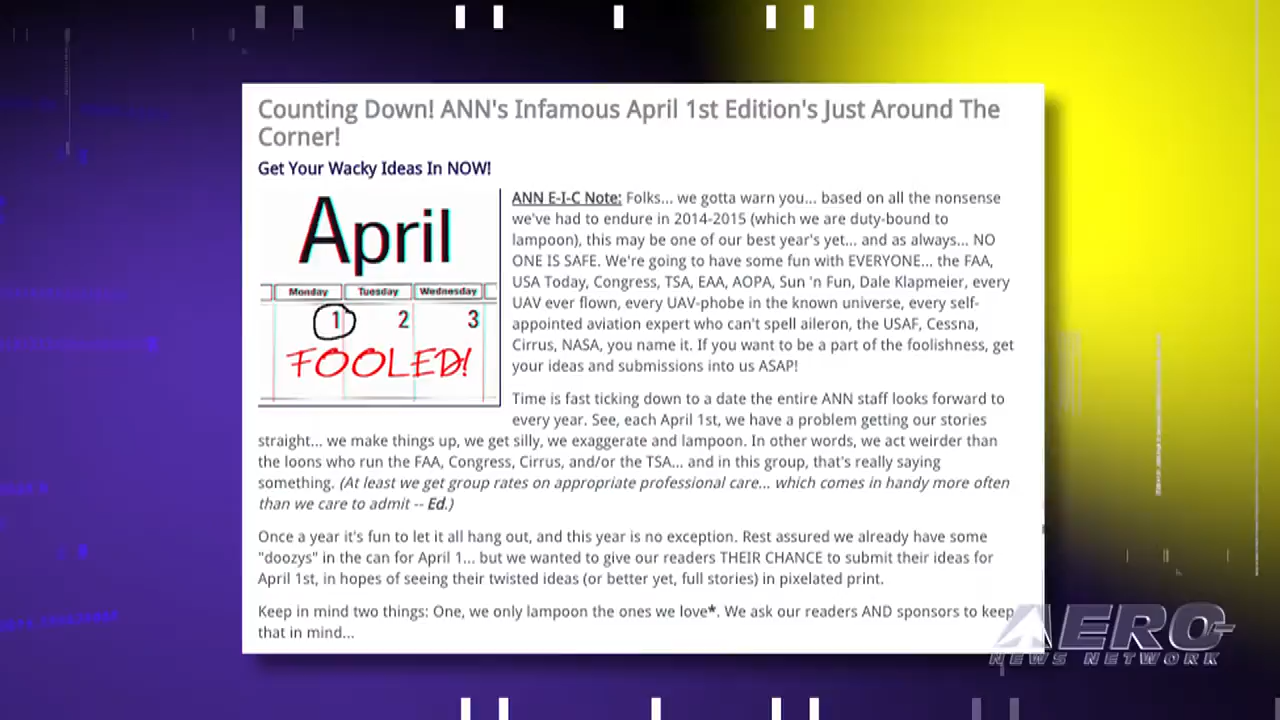 Counting Down! ANN's Infamous April 1st Edition's Just Around The
Corner!
Get Your Wacky Ideas In NOW!
April
Monday Tuesday Wednesday
1 2 3
FOOLED!
ANN E-I-C Note: Folks... we gotta warn you... based on all the nonsense
we've had to endure in 2014-2015 (which we are duty-bound to
lampoon), this may be one of our best year's yet... and as always... NO
ONE IS SAFE. We're going to have some fun with EVERYONE... the FAA,
USA Today, Congress, TSA, EAA, AOPA, Sun 'n Fun, Dale Klapmeier, every
UAV ever flown, every UAV-phobe in the known universe, every self-
appointed aviation expert who can't spell aileron, the USAF, Cessna,
Cirrus, NASA, you name it. If you want to be a part of the foolishness, get
your ideas and submissions into us ASAP!
Time is fast ticking down to a date the entire ANN staff looks forward to
every year. See, each April 1st, we have a problem getting our stories
straight... we make things up, we get silly, we exaggerate and lampoon. In other words, we act weirder than
the loons who run the FAA, Congress, Cirrus, and/or the TSA... and in this group, that's really saying
something. (At least we get group rates on appropriate professional care... which comes in handy more often
than we care to admit -- Ed.)
Once a year it's fun to let it all hang out, and this year is no exception. Rest assured we already have some
"doozys" in the can for April 1... but we wanted to give our readers THEIR CHANCE to submit their ideas for
April 1st, in hopes of seeing their twisted ideas (or better yet, full stories) in pixelated print.
Keep in mind two things: One, we only lampoon the ones we love*. We ask our readers AND sponsors to keep
that in mind...
AERO
NEWS NETWORK